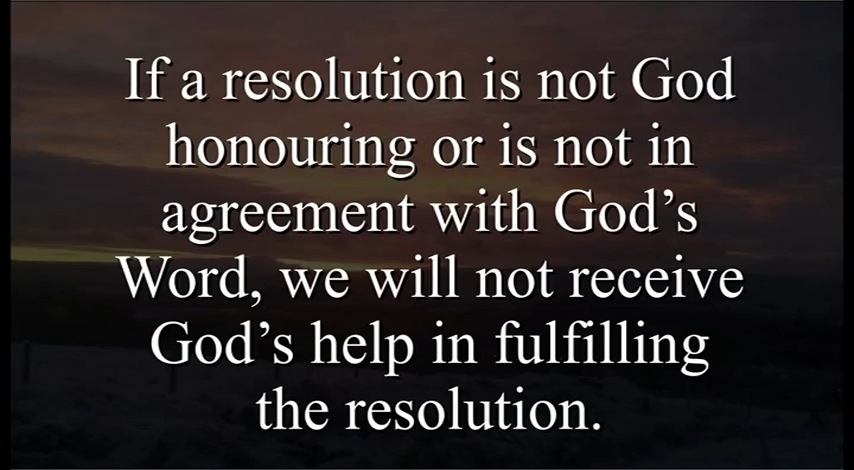 If a resolution is not God
honouring or is not in
agreement with God’s
Word, we will not receive
God’s help in fulfilling
the resolution.